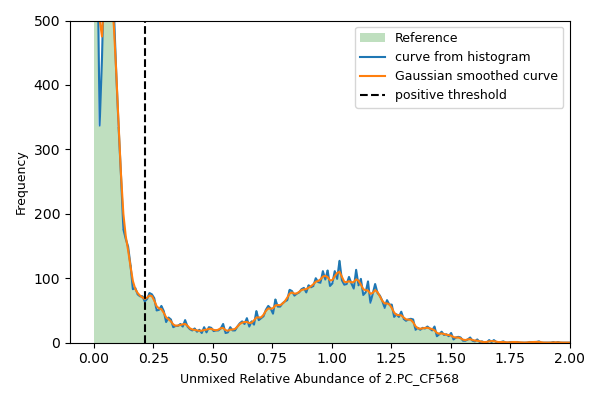 500
400
300
200
100
0
Frequency
Reference
curve from histogram
Gaussian smoothed curve
positive threshold
0.00 0.25 0.50 0.75 1.00 1.25 1.50 1.75 2.00
Unmixed Relative Abundance of 2.PC_CF568